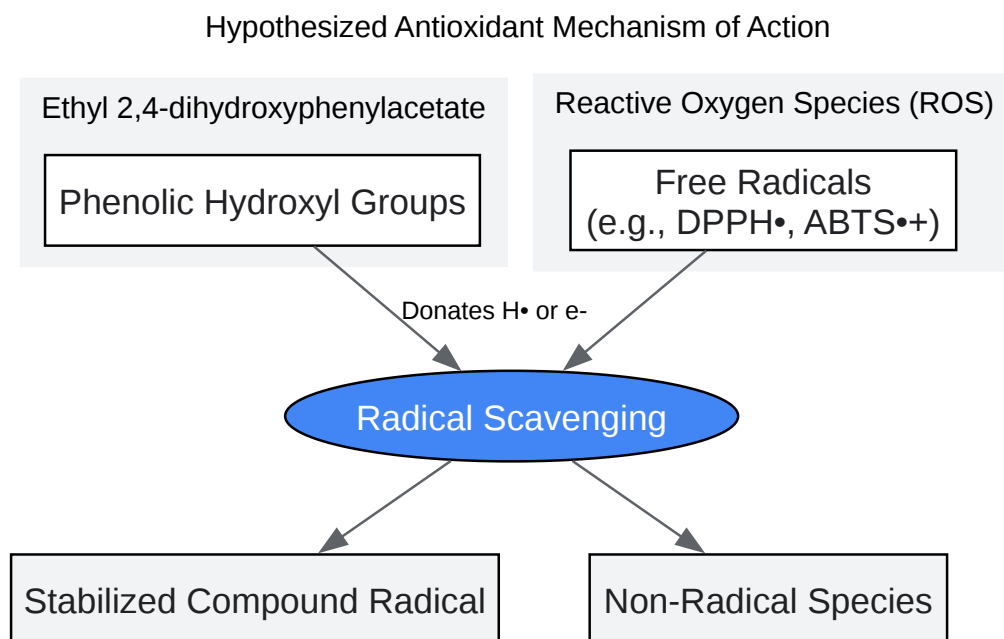 Hypothesized Antioxidant Mechanism of Action
Ethyl 2,4-dihydroxyphenylacetate
Reactive Oxygen Species (ROS)
Phenolic Hydroxyl Groups
Free Radicals
(e.g., DPPH•, ABTS•+)
Donates H• or e-
Radical Scavenging
Stabilized Compound Radical
Non-Radical Species